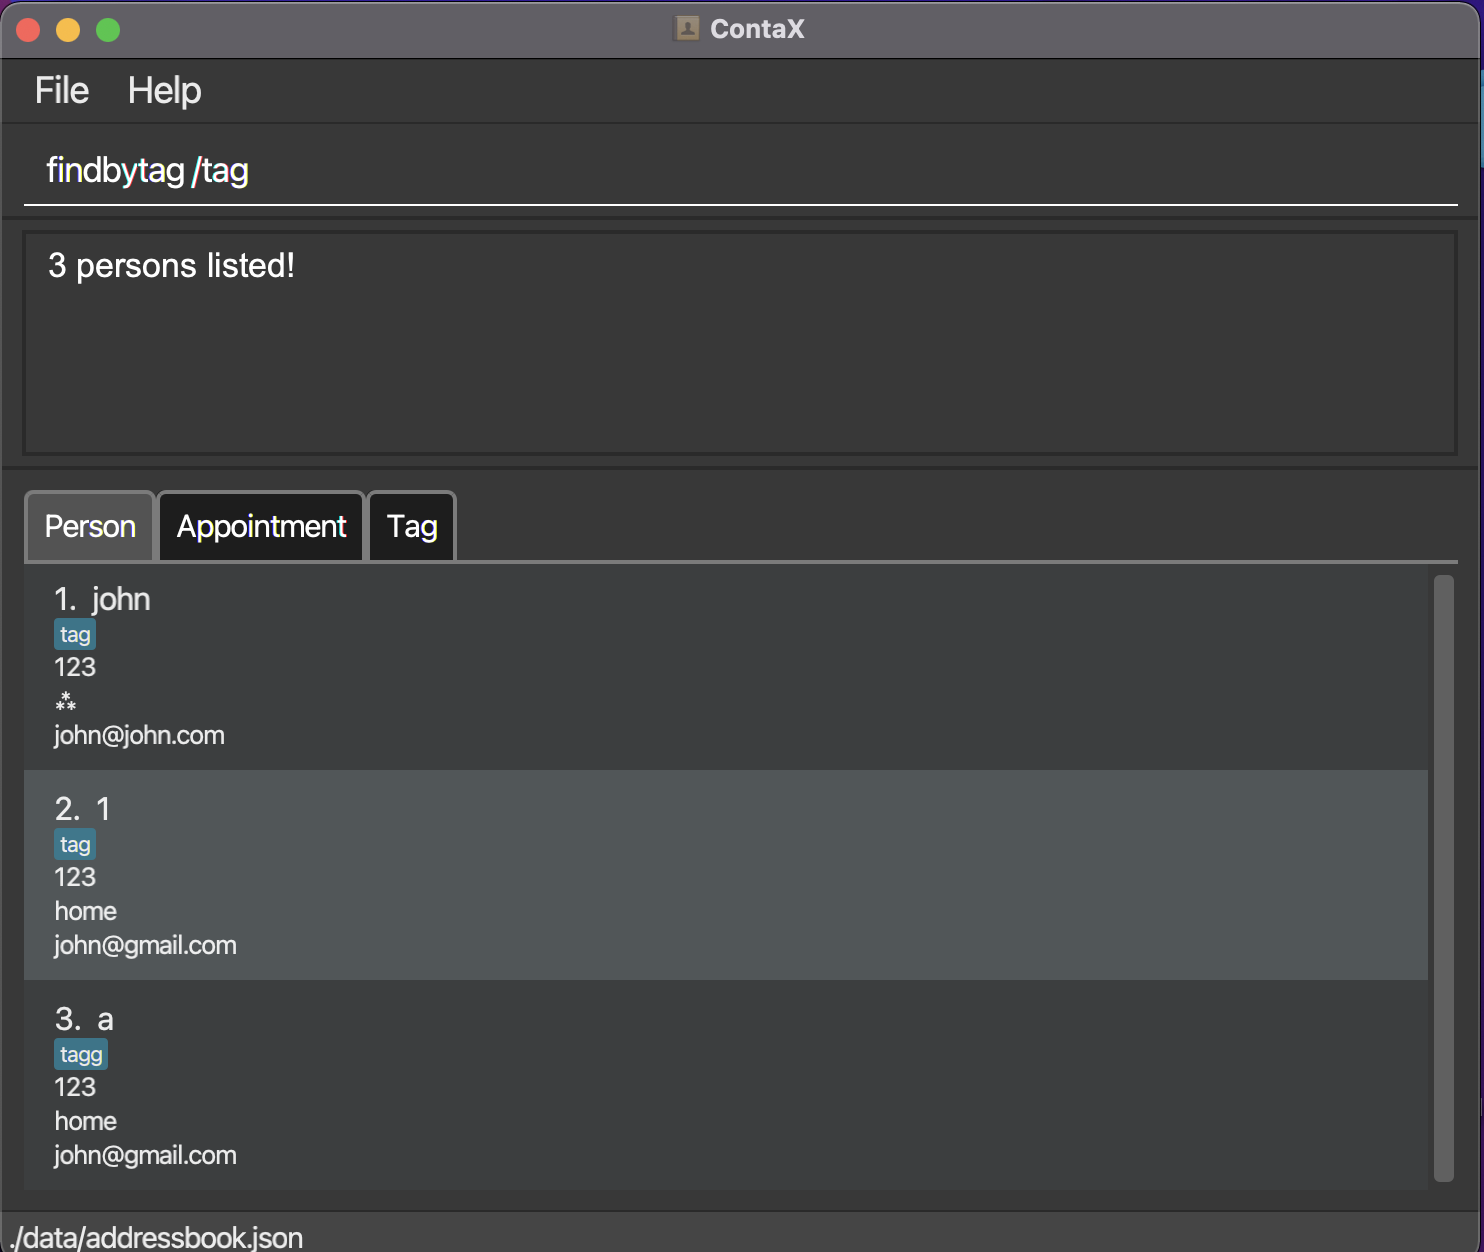 ContaX
File Help
findbytag /tag
3 persons listed!
Person Appointment Tag
1. john
tag
123
⁂
john@john.com
2. 1
tag
123
home
john@gmail.com
3. a
tagg
123
home
john@gmail.com
./data/addressbook.json